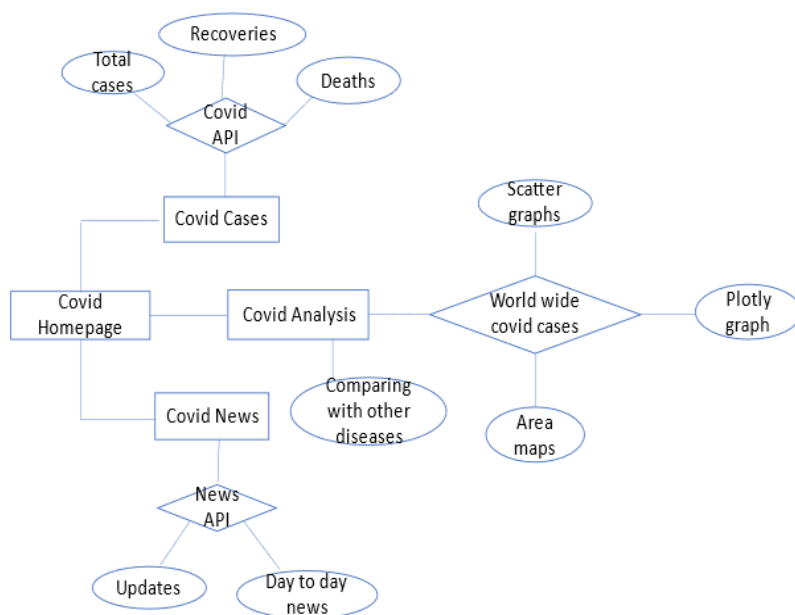 Recoveries
Total
cases
Deaths
Covid
API
Covid Cases
Scatter
graphs
Covid
Homepage
Covid Analysis
World wide
covid cases
Plotly
graph
Comparing
with other
diseases
Covid News
Area
maps
News
API
Updates
Day to day
news